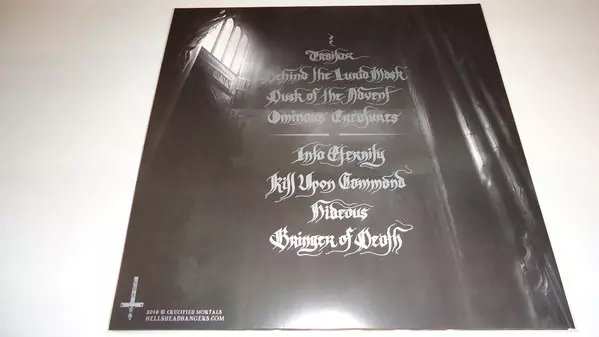 Traitor
Behind the Lurid Mask
Dusk of the Advent
Ominous Creatures
Into Eternity
Kill Upon Command
Hideous
Bringer of Death
2016 © CRUCIFIED MORTALS
HELLSHEADBANGERS.COM